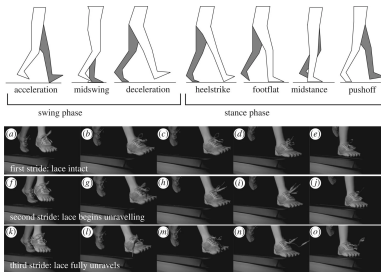 acceleration midswing deceleration heelstrike footflat midstance pushoff
swing phase stance phase
(a) (b) (c) (d) (e)
first stride: lace intact
(f) (g) (h) (i) (j)
second stride: lace begins unravelling
(k) (l) (m) (n) (o)
third stride: lace fully unravels